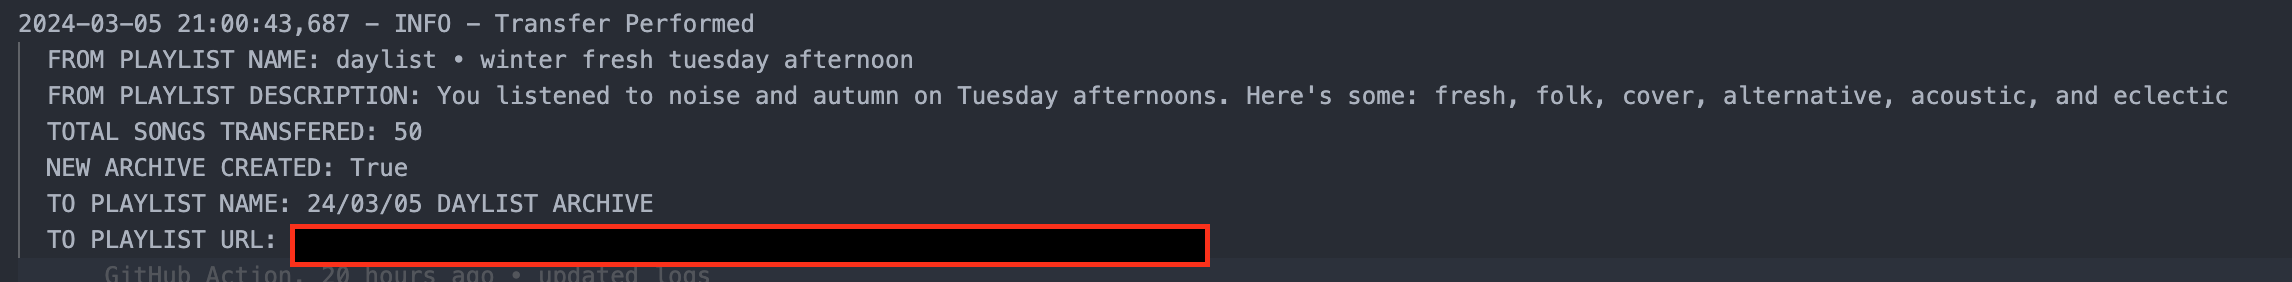 2024-03-05 21:00:43,687 - INFO - Transfer Performed
FROM PLAYLIST NAME: daylist • winter fresh tuesday afternoon
FROM PLAYLIST DESCRIPTION: You listened to noise and autumn on Tuesday afternoons. Here's some: fresh, folk, cover, alternative, acoustic, and eclectic
TOTAL SONGS TRANSFERED: 50
NEW ARCHIVE CREATED: True
TO PLAYLIST NAME: 24/03/05 DAYLIST ARCHIVE
TO PLAYLIST URL:
GitHub Action, 20 hours ago • updated logs